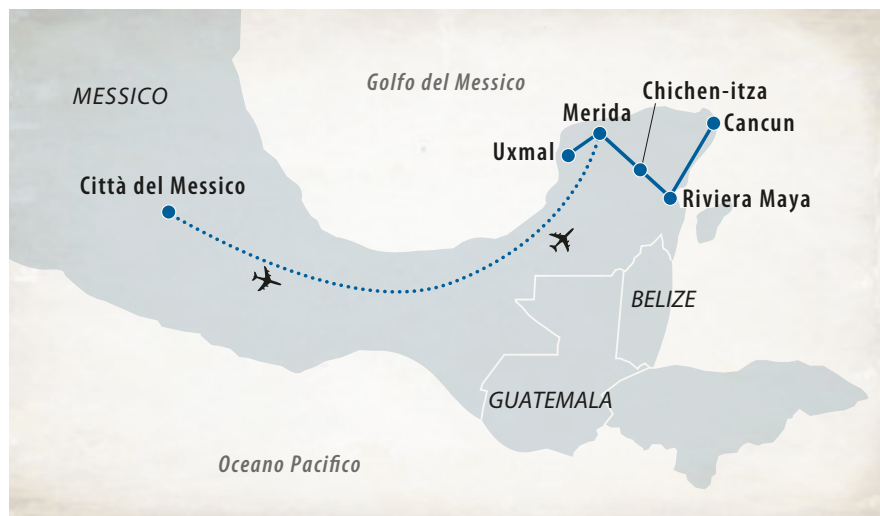 Golfo del Messico
MESSICO
Chichen-itza
Merida
Cancun
Uxmal
Città del Messico
Riviera Maya
BELIZE
GUATEMALA
Oceano Pacifico